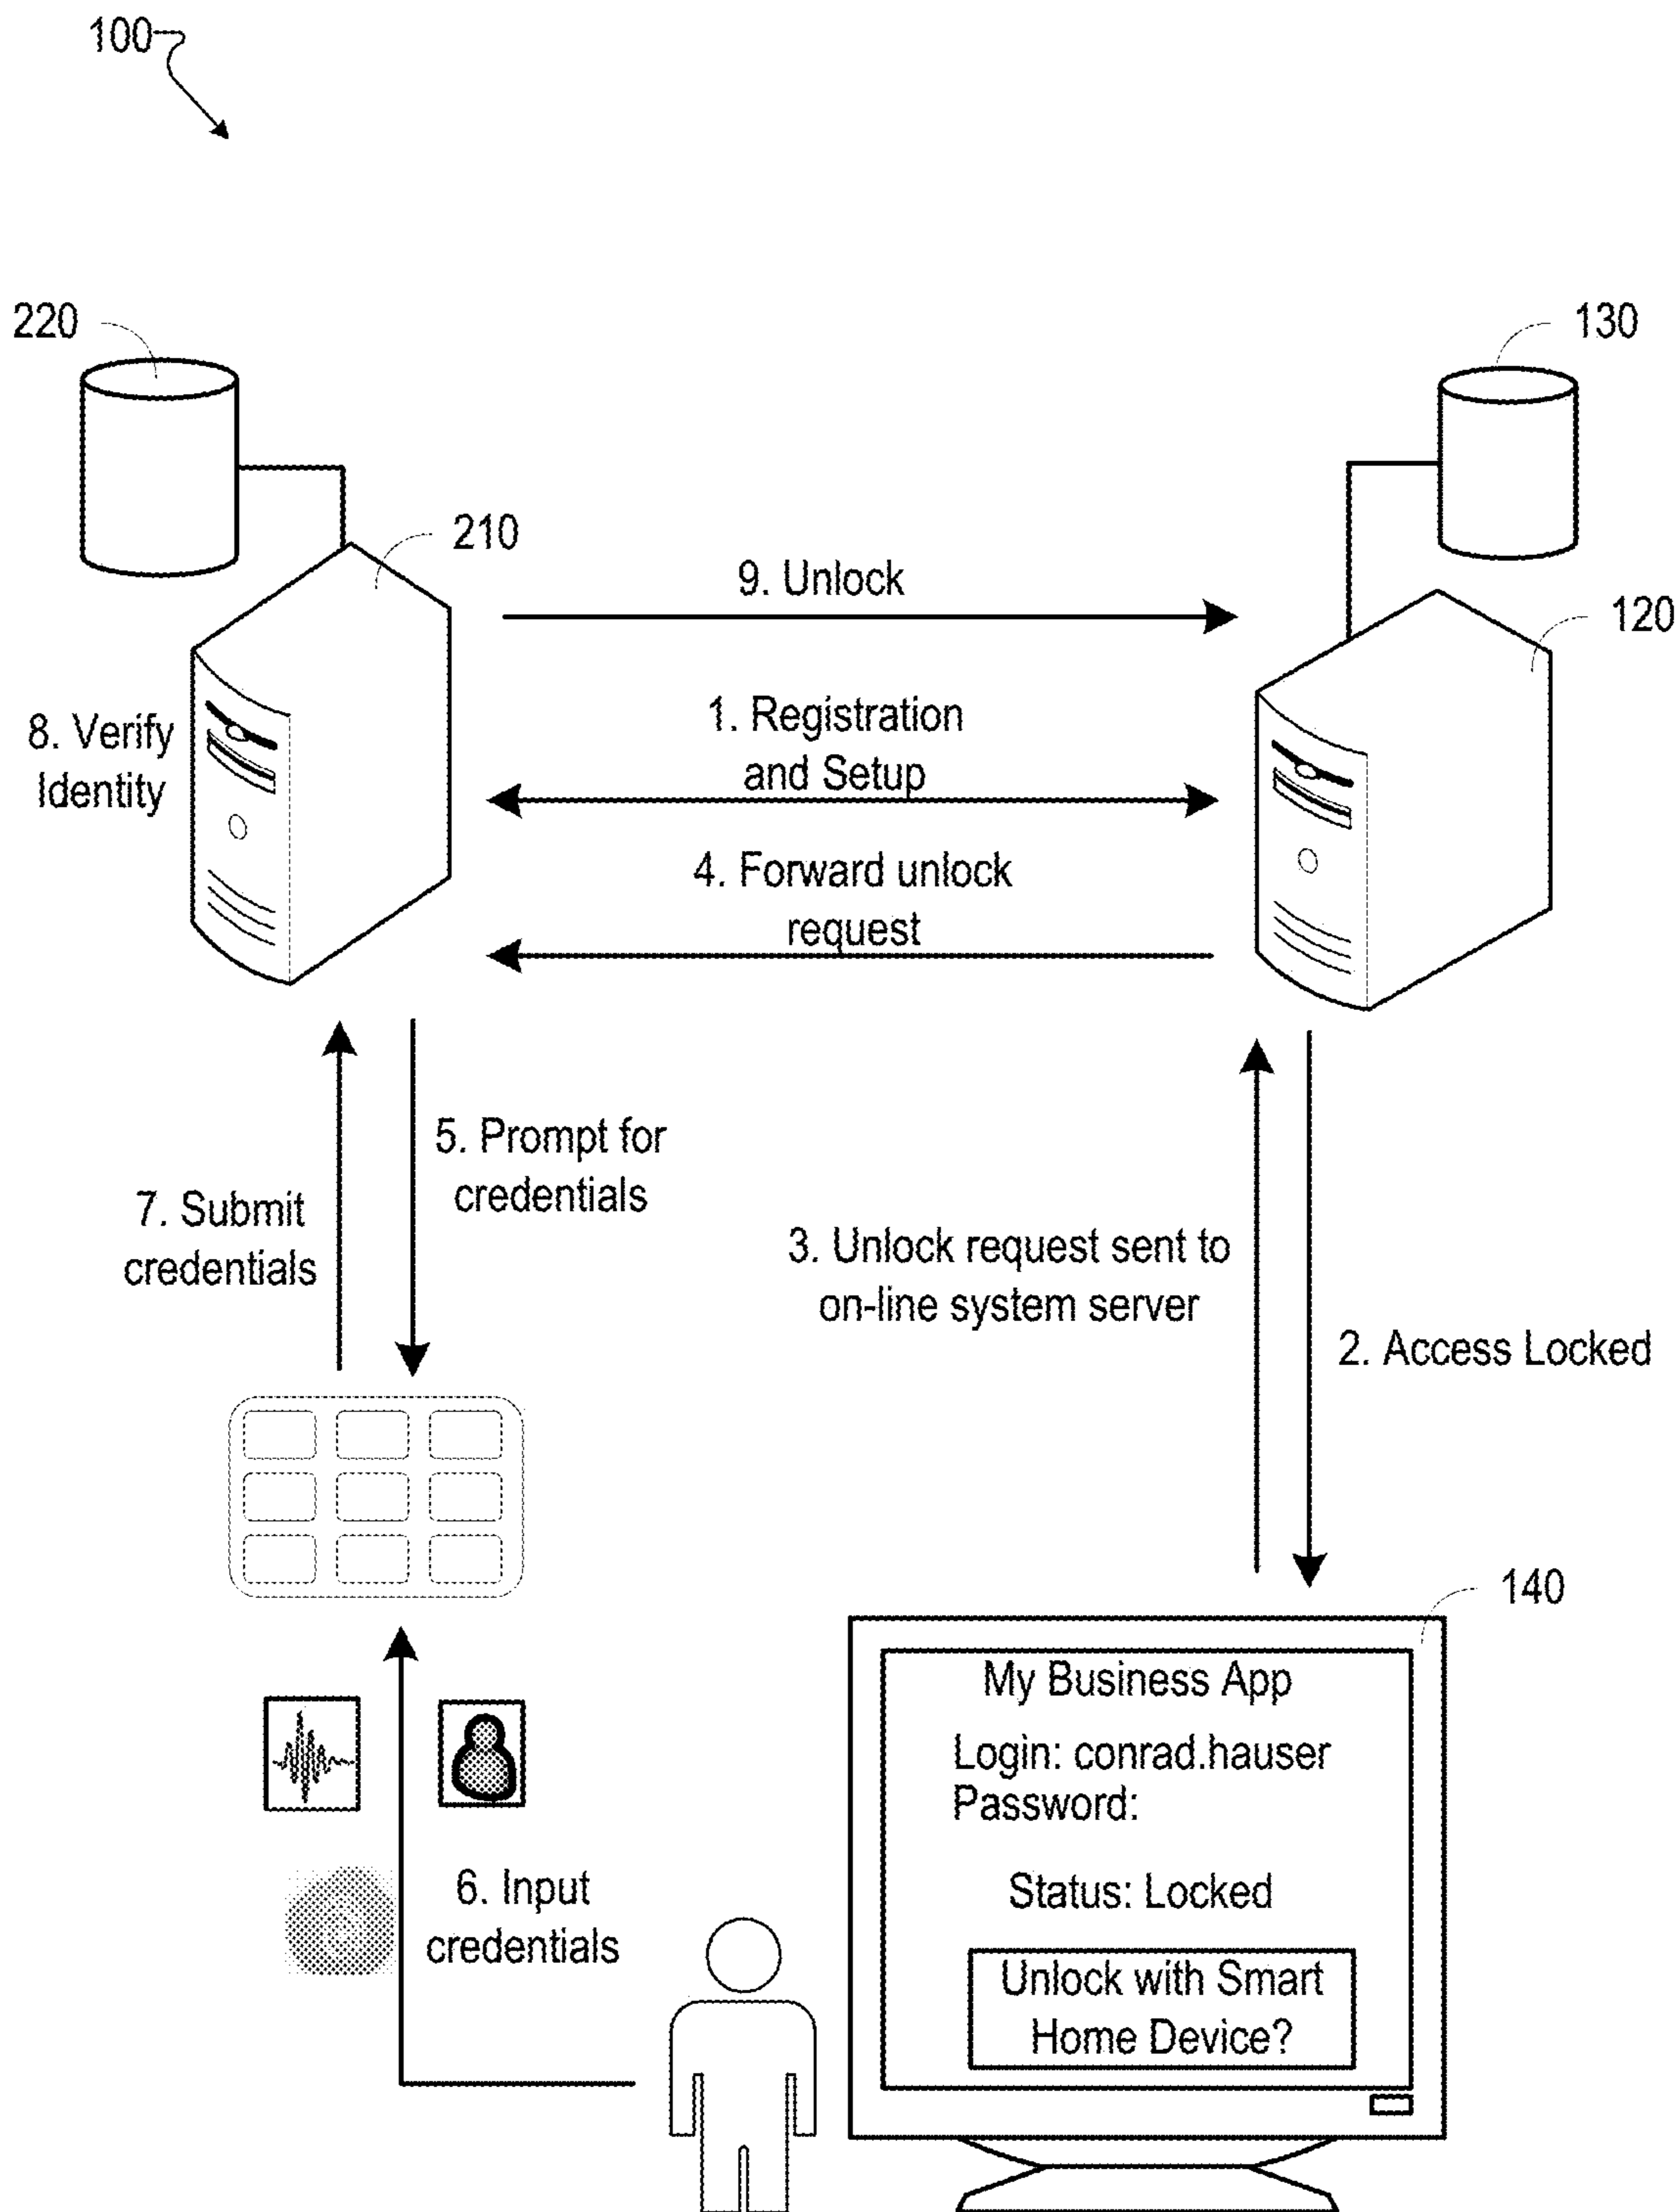 100
220
130
210
9. Unlock
120
1. Registration
and Setup
8. Verify
Identity
4. Forward unlock
request
5. Prompt for
credentials
7. Submit
credentials
3. Unlock request sent to
on-line system server
2. Access Locked
140
My Business App
Login: conrad.hauser
Password:
Status: Locked
Unlock with Smart
Home Device?
6. Input
credentials